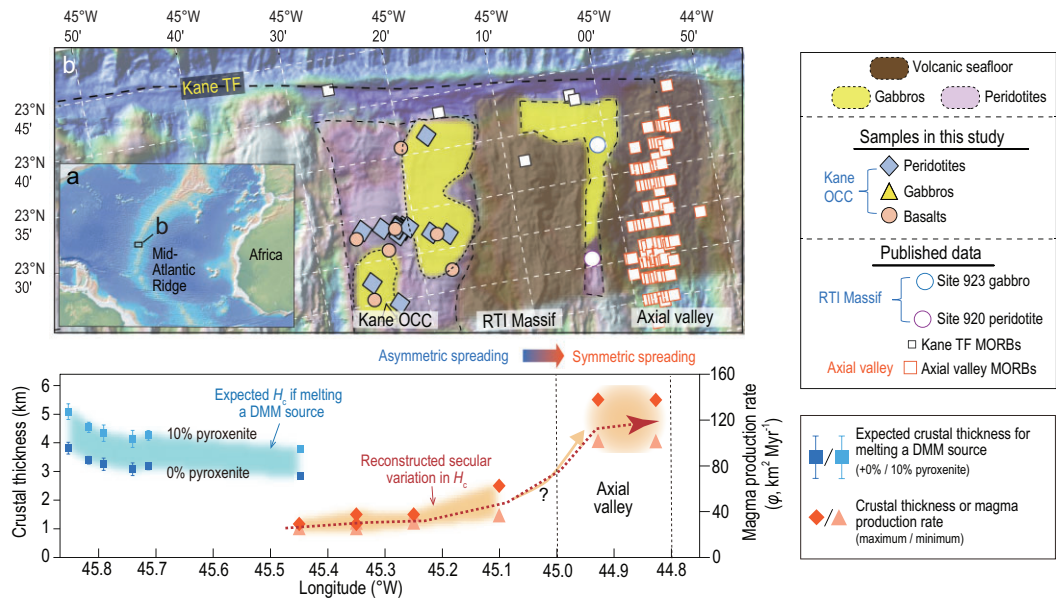 45°W 45°W 45°W 45°W 45°W 44°W
50' 40' 20' 10' 00' 50'
b
Kane TF
23°N
45'
23°N
40'
23°N
35'
23°N
30'
a
b
Mid-
Atlantic
Ridge
Africa
Kane OCC
RTI Massif
Axial valley
Volcanic seafloor
Gabbros
Peridotites
Samples in this study
Kane
OCC
Peridotites
Gabbros
Basalts
Published data
RTI Massif
Site 923 gabbro
Site 920 peridotite
Kane TF MORBs
Axial valley
Axial valley MORBs
Asymmetric spreading
Symmetric spreading
Crustal thickness (km)
6
5
4
3
2
1
0
Expected Hc if melting
a DMM source
10% pyroxenite
0% pyroxenite
Reconstructed secular
variation in Hc
?
Axial
valley
160
120
80
40
0
Magma production rate
(φ, km² Myr⁻¹)
45.8 45.7 45.6 45.5 45.4 45.3 45.2 45.1 45.0 44.9 44.8
Longitude (°W)
Expected crustal thickness for
melting a DMM source
(+0% / 10% pyroxenite)
Crustal thickness or magma
production rate
(maximum / minimum)